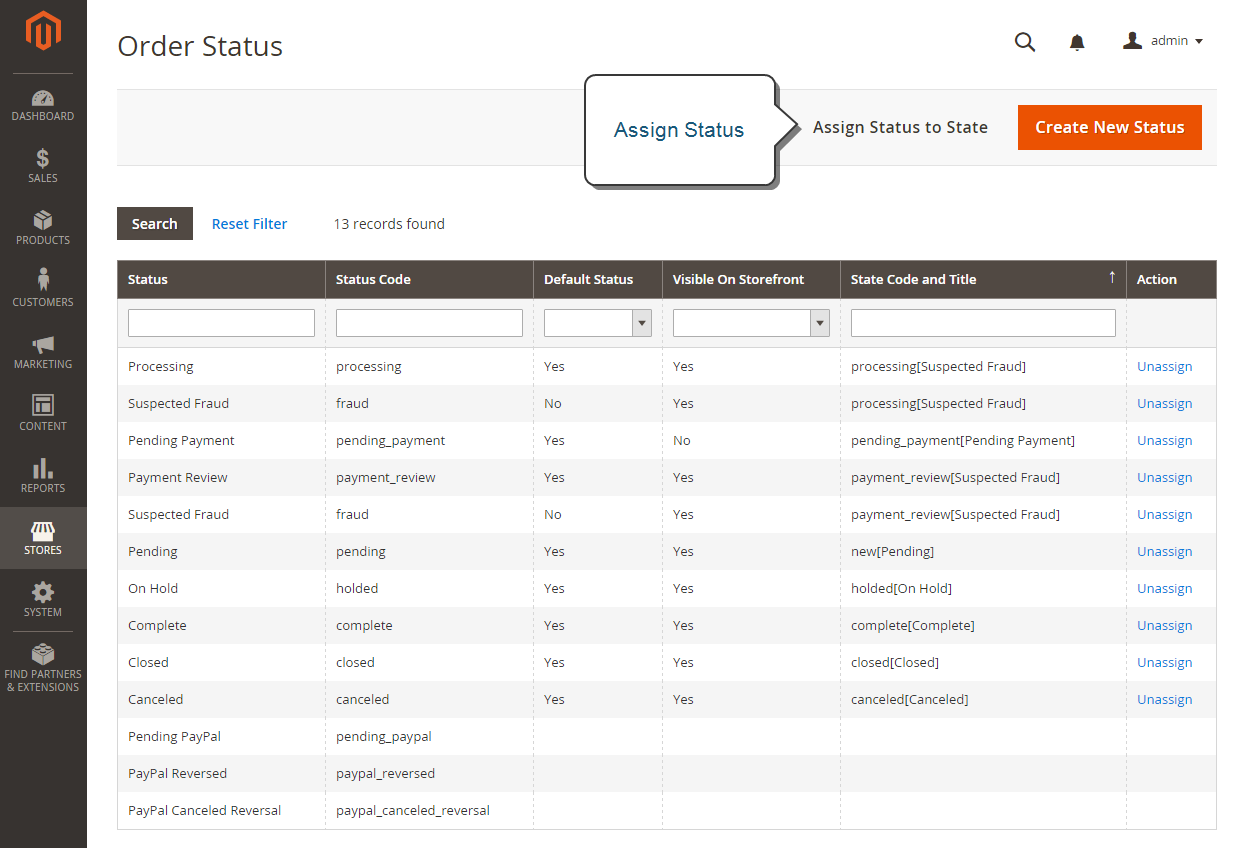 Order Status
admin
Assign Status
Assign Status to State
Create New Status
DASHBOARD
SALES
PRODUCTS
CUSTOMERS
MARKETING
CONTENT
REPORTS
STORES
SYSTEM
FIND PARTNERS
& EXTENSIONS
Search Reset Filter 13 records found
Status Status Code Default Status Visible On Storefront State Code and Title ↑ Action
Processing processing Yes Yes processing[Suspected Fraud] Unassign
Suspected Fraud fraud No Yes processing[Suspected Fraud] Unassign
Pending Payment pending_payment Yes No pending_payment[Pending Payment] Unassign
Payment Review payment_review Yes Yes payment_review[Suspected Fraud] Unassign
Suspected Fraud fraud No Yes payment_review[Suspected Fraud] Unassign
Pending pending Yes Yes new[Pending] Unassign
On Hold holded Yes Yes holded[On Hold] Unassign
Complete complete Yes Yes complete[Complete] Unassign
Closed closed Yes Yes closed[Closed] Unassign
Canceled canceled Yes Yes canceled[Canceled] Unassign
Pending PayPal pending_paypal
PayPal Reversed paypal_reversed
PayPal Canceled Reversal paypal_canceled_reversal